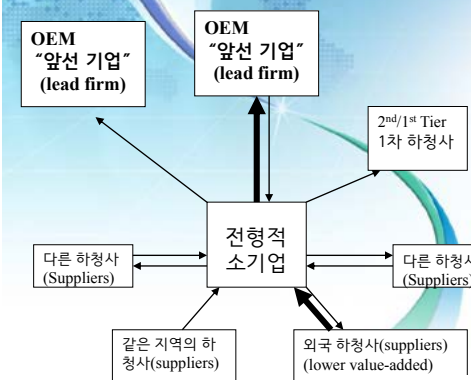 OEM
“앞선 기업”
(lead firm)
OEM
“앞선 기업”
(lead firm)
2nd/1st Tier
1차 하청사
전형적
소기업
다른 하청사
(Suppliers)
다른 하청사
(Suppliers)
같은 지역의 하
청사(suppliers)
외국 하청사(suppliers)
(lower value-added)